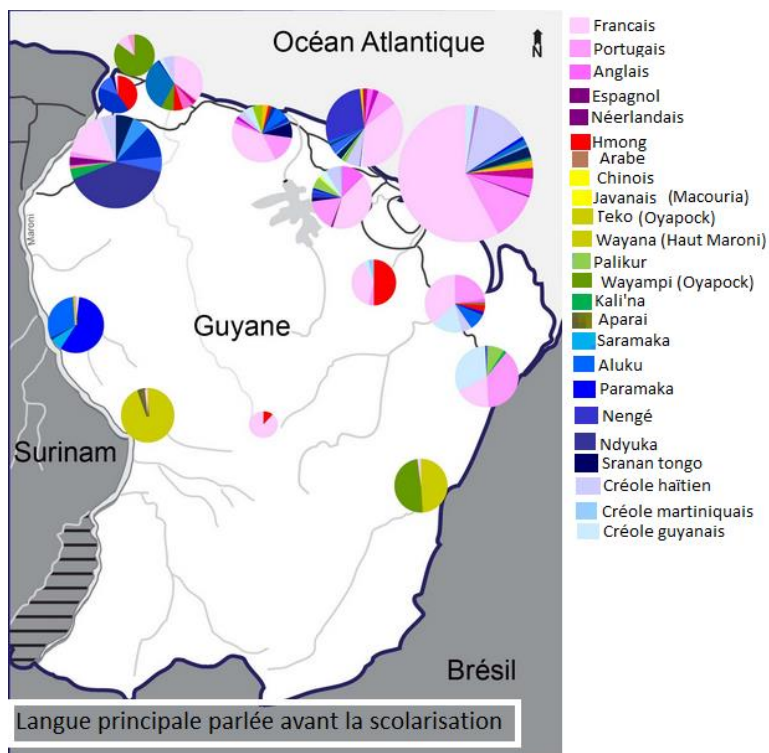 Océan Atlantique
N
Maroni
Guyane
Surinam
Brésil
Langue principale parlée avant la scolarisation
Francais
Portugais
Anglais
Espagnol
Néerlandais
Hmong
Arabe
Chinois
Javanais (Macouria)
Teko (Oyapock)
Wayana (Haut Maroni)
Palikur
Wayampi (Oyapock)
Kali'na
Aparai
Saramaka
Aluku
Paramaka
Nengé
Ndyuka
Sranan tongo
Créole haïtien
Créole martiniquais
Créole guyanais